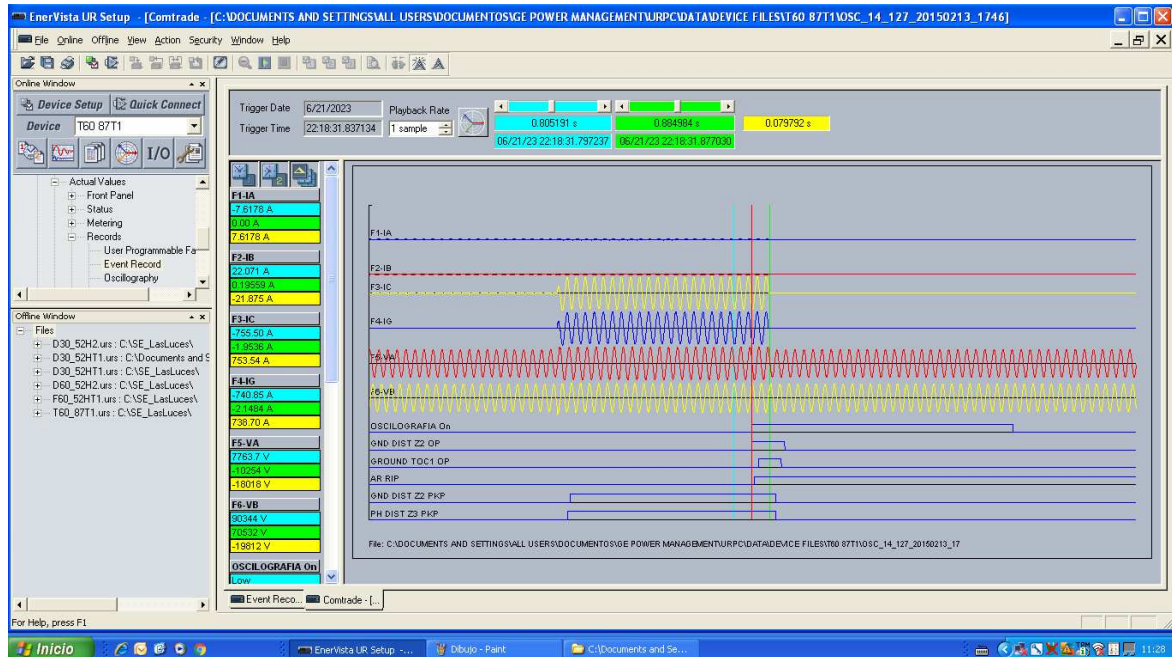 EnerVista UR Setup - [Comtrade - [C:\DOCUMENTS AND SETTINGS\ALL USERS\DOCUMENTOS\GE POWER MANAGEMENT\URPC\DATA\DEVICE FILES\T60 87T1\OSC_14_127_20150213_1746]
File Online Offline View Action Security Window Help
Online Window
Device Setup Quick Connect
Device T60 87T1
I/O
Actual Values
Front Panel
Status
Metering
Records
User Programmable Fa
Event Record
Oscillography
Offline Window
Files
D30_52H2.urs : C:\SE_LasLuces\
D30_52HT1.urs : C:\Documents and S
D30_52HT1.urs : C:\SE_LasLuces\
D60_52H2.urs : C:\SE_LasLuces\
F60_52HT1.urs : C:\SE_LasLuces\
T60_87T1.urs : C:\SE_LasLuces\
Trigger Date 6/21/2023 Playback Rate
Trigger Time 22:18:31.837134 1 sample
0.805191 s 0.884984 s 0.079792 s
06/21/23 22:18:31.797237 06/21/23 22:18:31.877030
F1-IA
-7.6178 A
0.00 A
7.6178 A
F2-IB
22.071 A
0.19559 A
-21.875 A
F3-IC
-755.50 A
-1.9536 A
753.54 A
F4-IG
-740.85 A
-2.1484 A
738.70 A
F5-VA
7763.7 V
-10254 V
-18018 V
F6-VB
90344 V
70532 V
-19812 V
OSCILOGRAFIA On
Low
F1-IA
F2-IB
F3-IC
F4-IG
F5-VA
F6-VB
OSCILOGRAFIA On
GND DIST Z2 OP
GROUND TOC1 OP
AR RIP
GND DIST Z2 PKP
PH DIST Z3 PKP
File: C:\DOCUMENTS AND SETTINGS\ALL USERS\DOCUMENTOS\GE POWER MANAGEMENT\URPC\DATA\DEVICE FILES\T60 87T1\OSC_14_127_20150213_17
Event Reco... Comtrade - [...
For Help, press F1
Inicio EnerVista UR Setup -... Dibujo - Paint C:\Documents and Se... 11:28